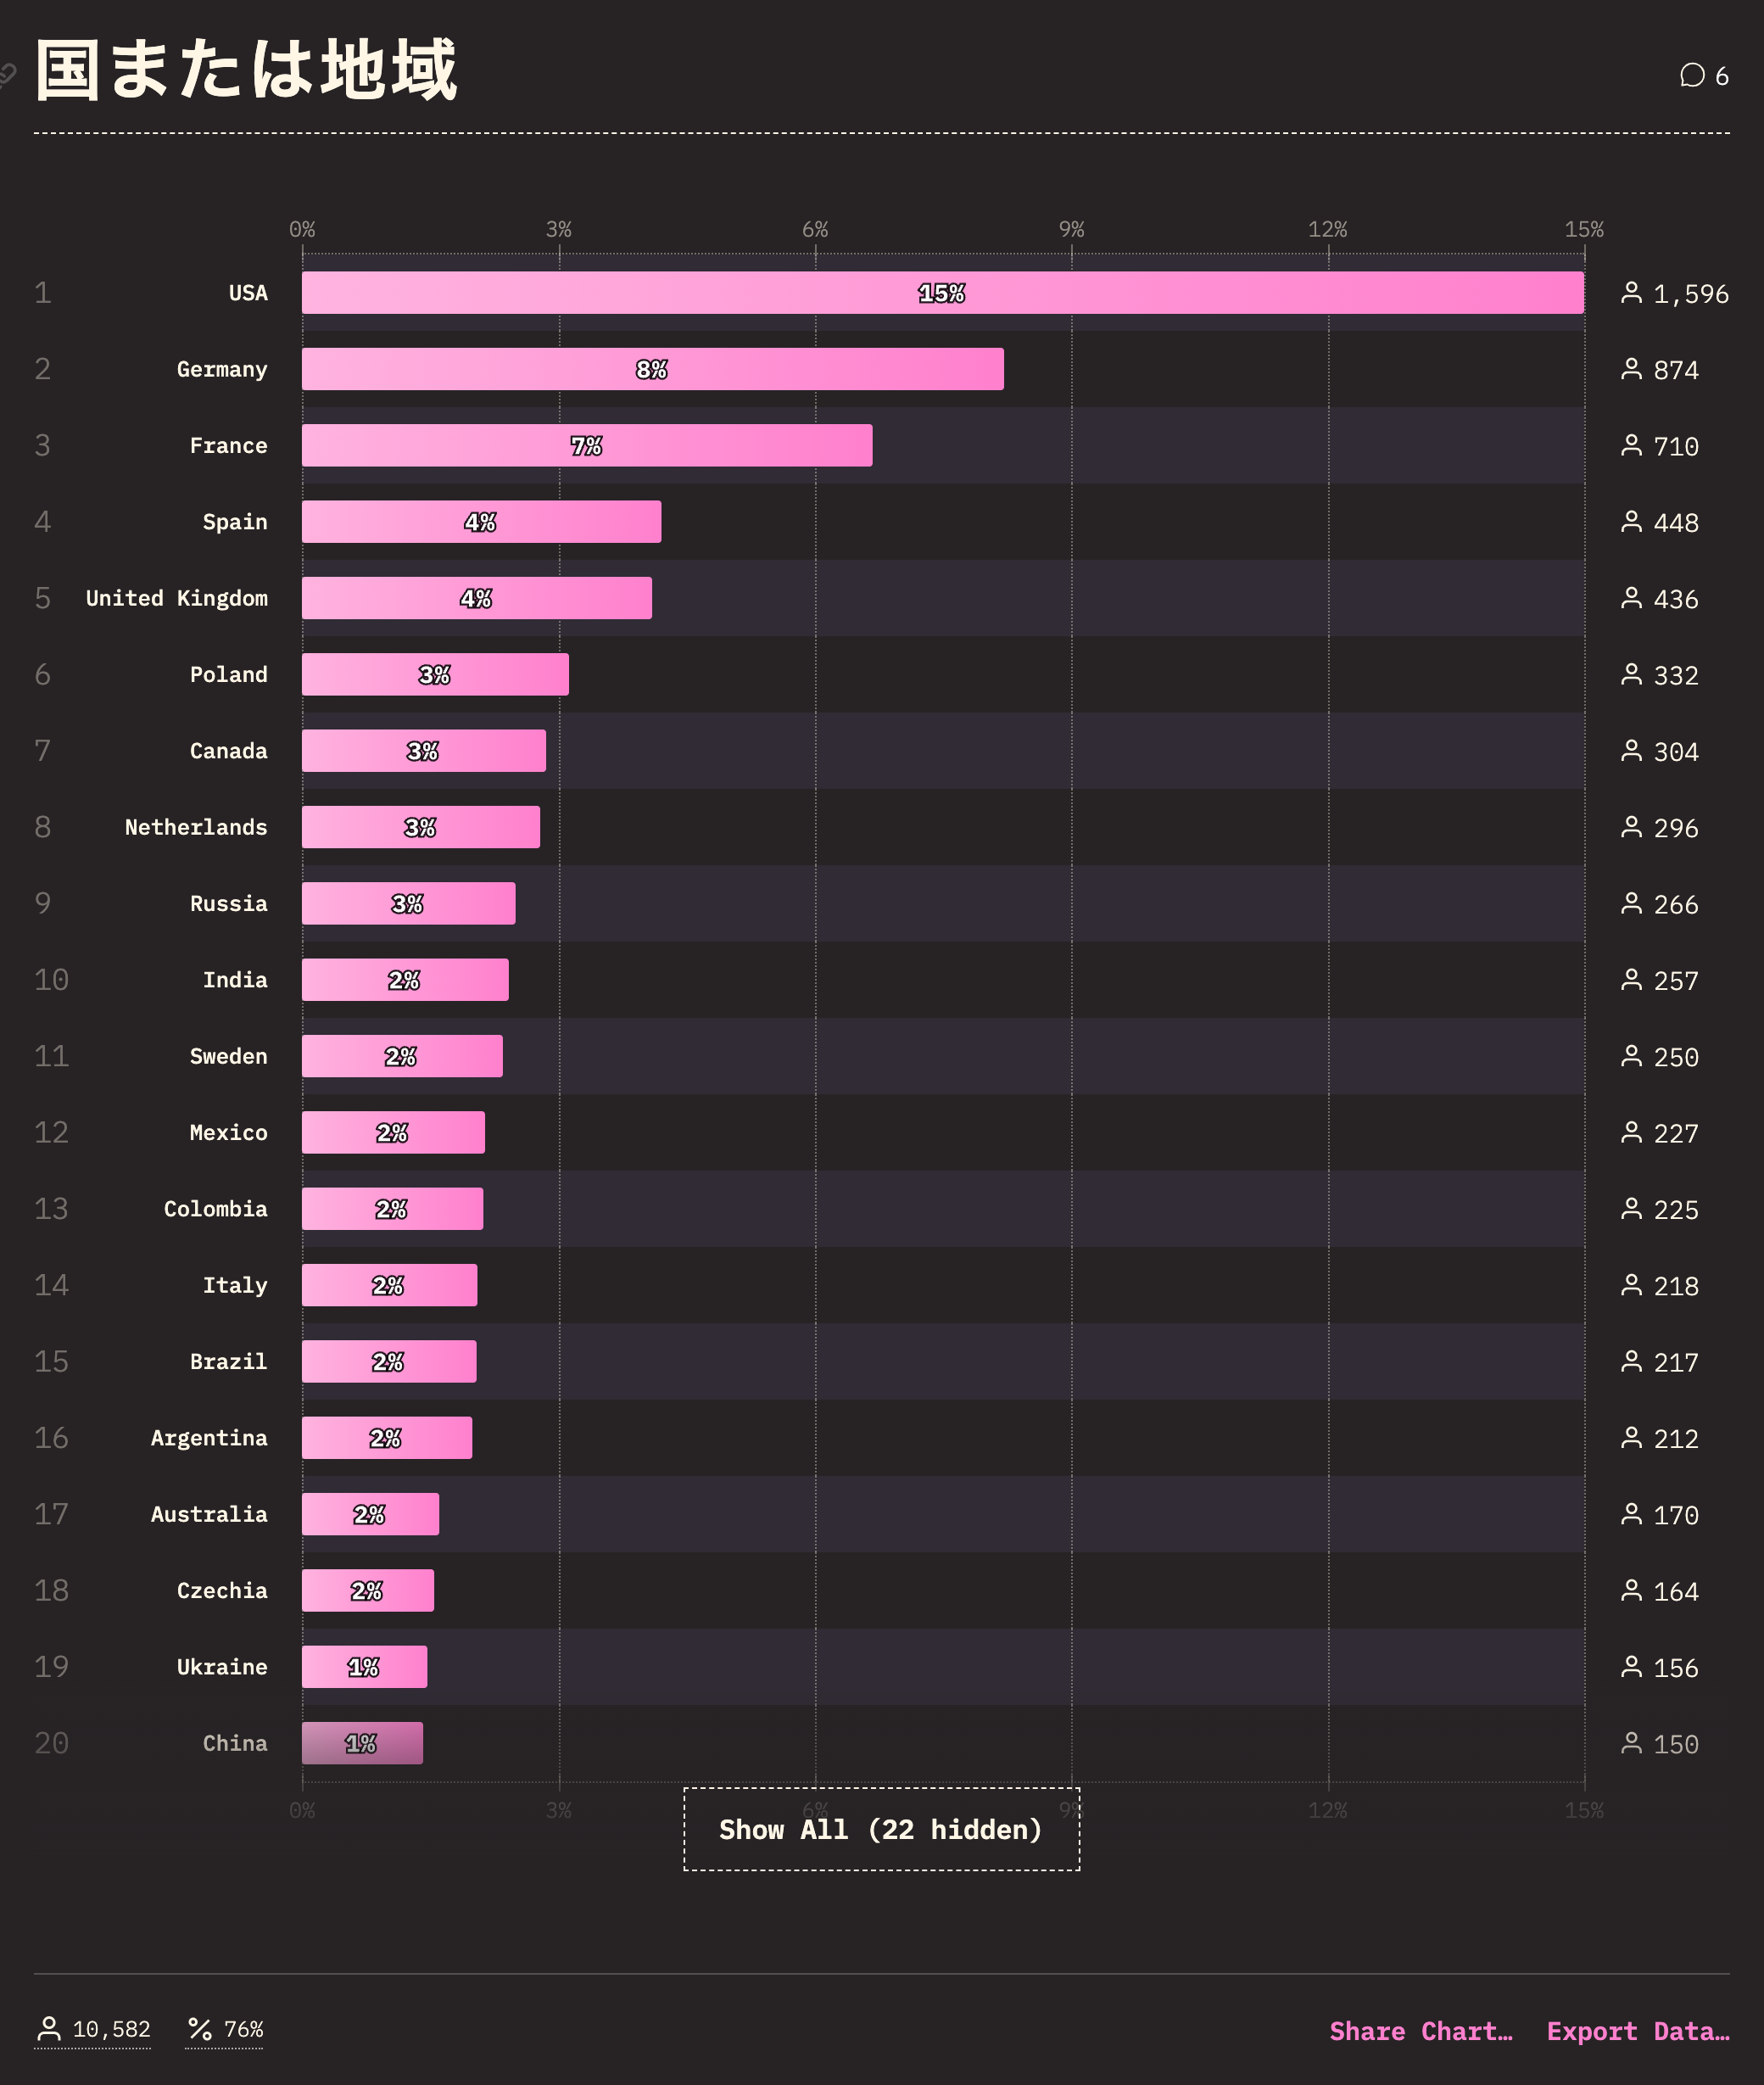 国または地域
6
0% 3% 6% 9% 12% 15%
1 USA 15% 1,596
2 Germany 8% 874
3 France 7% 710
4 Spain 4% 448
5 United Kingdom 4% 436
6 Poland 3% 332
7 Canada 3% 304
8 Netherlands 3% 296
9 Russia 3% 266
10 India 2% 257
11 Sweden 2% 250
12 Mexico 2% 227
13 Colombia 2% 225
14 Italy 2% 218
15 Brazil 2% 217
16 Argentina 2% 212
17 Australia 2% 170
18 Czechia 2% 164
19 Ukraine 1% 156
20 China 1% 150
0% 3% 6% 9% 12% 15%
Show All (22 hidden)
10,582 % 76% Share Chart… Export Data…